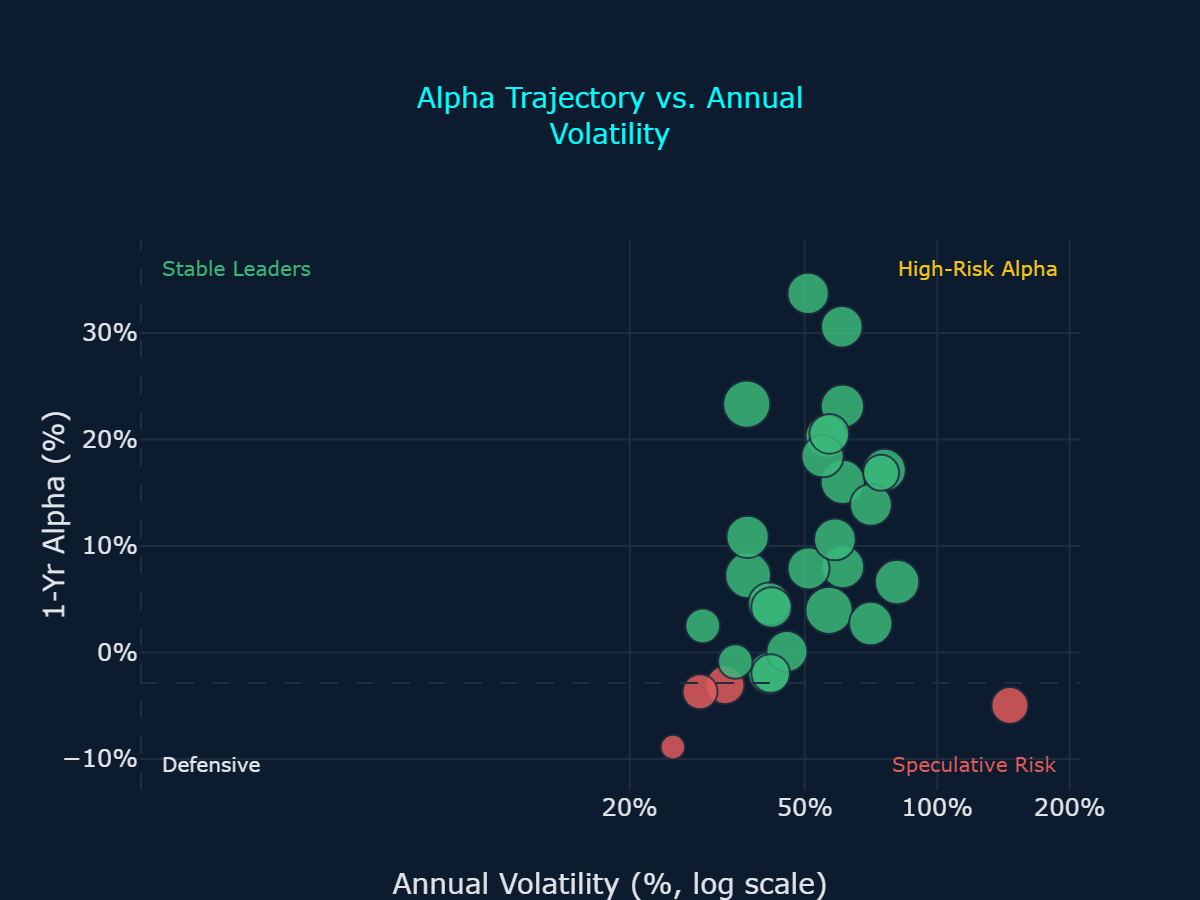 Alpha Trajectory vs. Annual
Volatility
Stable Leaders
High-Risk Alpha
30%
20%
10%
0%
−10%
1-Yr Alpha (%)
Defensive
Speculative Risk
20%
50%
100%
200%
Annual Volatility (%, log scale)